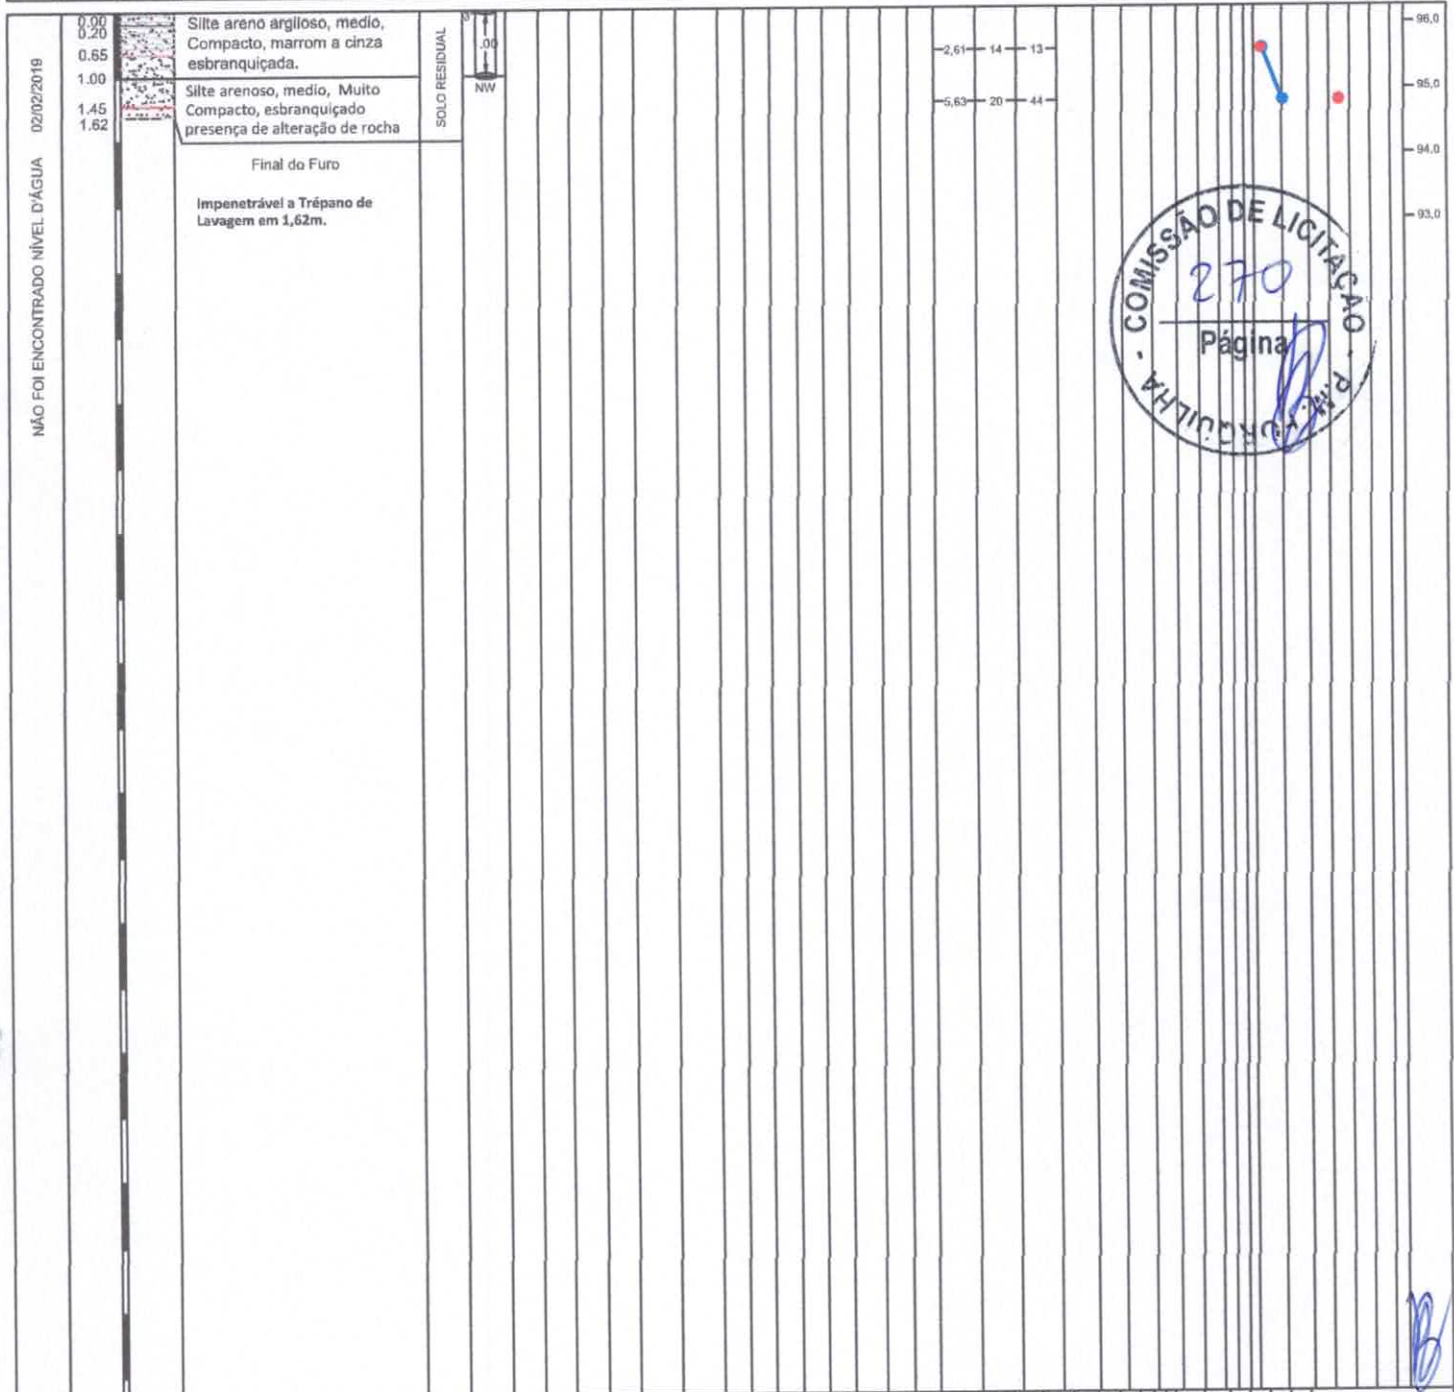 NÃO FOI ENCONTRADO NÍVEL D'ÁGUA 02/02/2019
0.00
0.20
0.65
1.00
1.45
1.62
Silte areno argiloso, medio,
Compacto, marrom a cinza
esbranquiçada.
Silte arenoso, medio, Muito
Compacto, esbranquiçado
presença de alteração de rocha
Final do Furo
Impenetrável a Trépano de
Lavagem em 1,62m.
SOLO RESIDUAL
0
.00
NW
2,61 14 13
5,63 20 44
96,0
95,0
94,0
93,0
COMISSÃO DE LICITAÇÃO - P.M.
270
Página